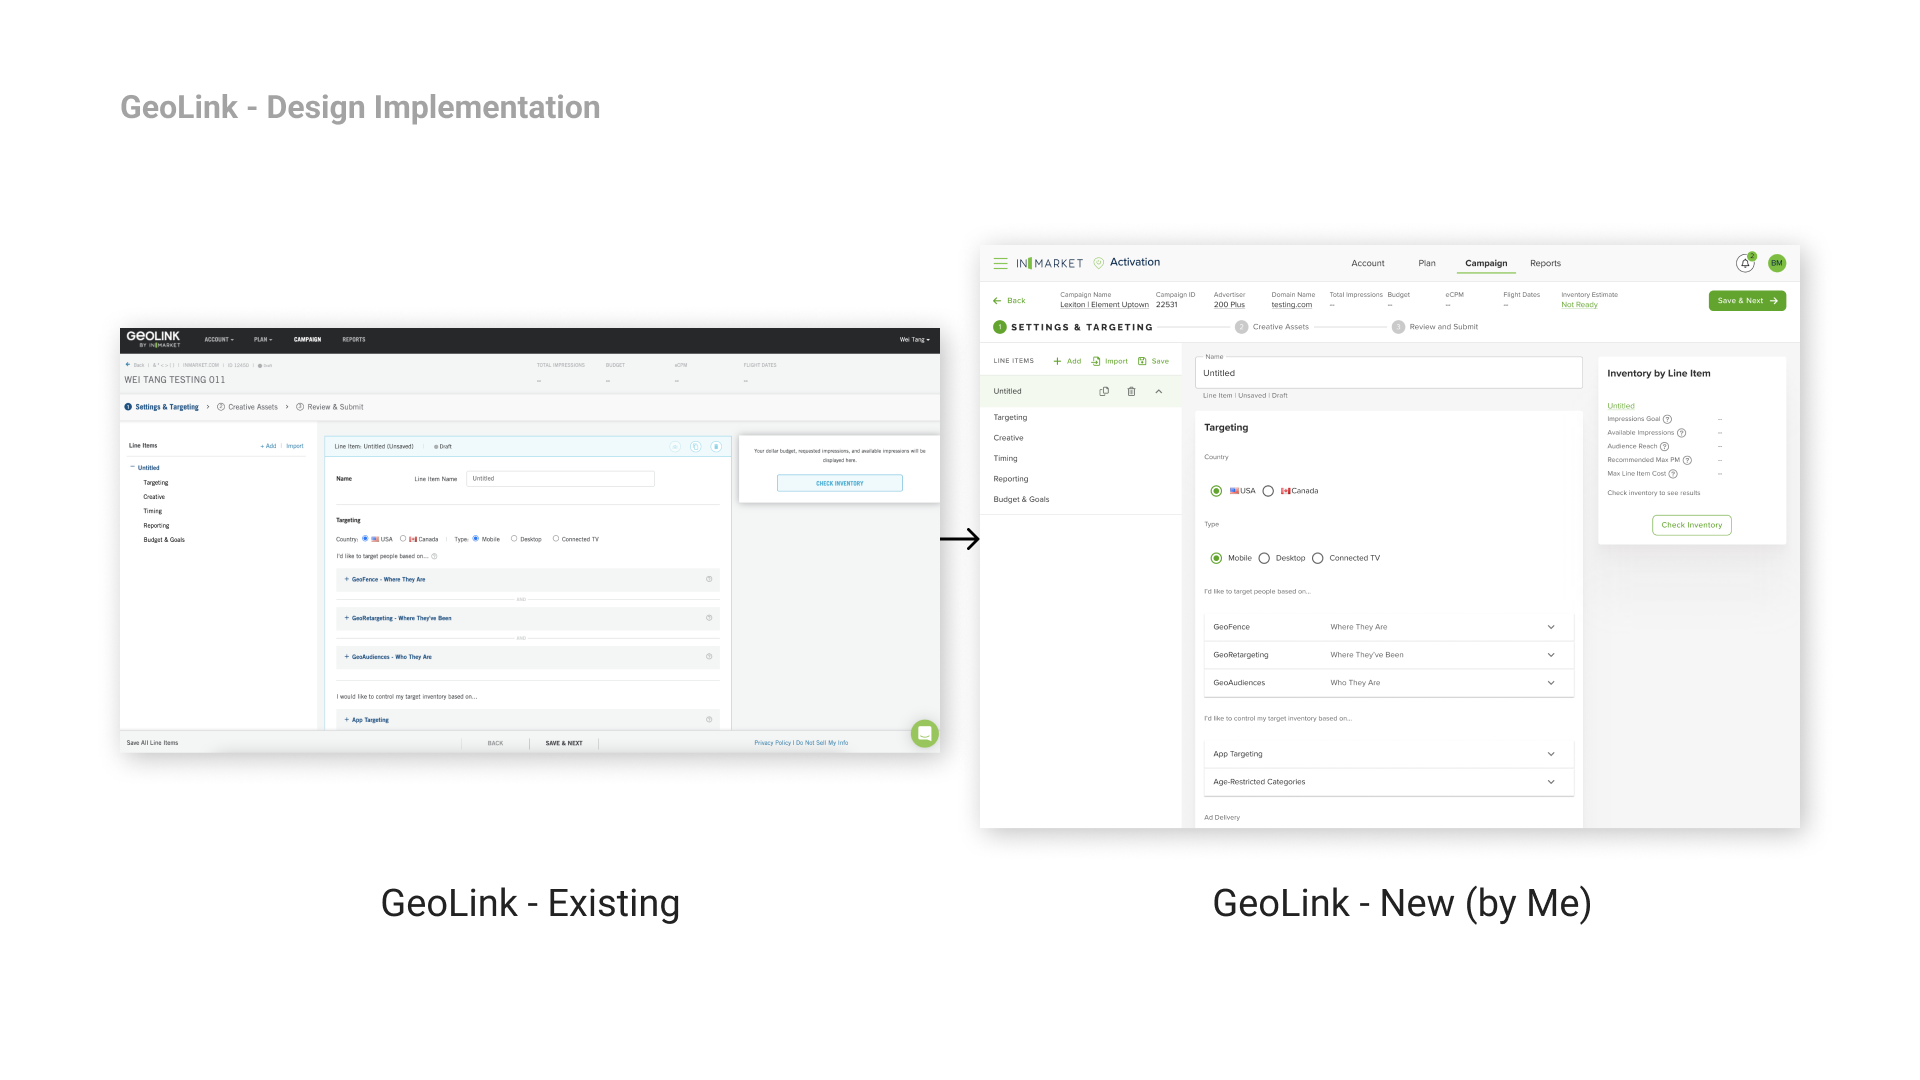 GeoLink - Design Implementation
GEOLINK
BY INMARKET
ACCOUNT
PLAN
CAMPAIGN
REPORTS
Wei Tang
Back | & * < > ( ) | INMARKET.COM | ID 12450 |
TOTAL IMPRESSIONS
BUDGET
eCPM
FLIGHT DATES
WEI TANG TESTING 011
–
–
–
–
1 Settings & Targeting > 2 Creative Assets > 3 Review & Submit
Line Items
+ Add | Import
Untitled
Targeting
Creative
Timing
Reporting
Budget & Goals
Line Item: Untitled (Unsaved)
Draft
Name
Line Item Name
Untitled
Targeting
Country: USA Canada Type: Mobile Desktop Connected TV
I'd like to target people based on... ?
+ GeoFence - Where They Are
AND
+ GeoRetargeting - Where They've Been
AND
+ GeoAudiences - Who They Are
I would like to control my target inventory based on...
+ App Targeting
Your dollar budget, requested impressions, and available impressions will be
displayed here.
CHECK INVENTORY
Save All Line Items
BACK
SAVE & NEXT
Privacy Policy | Do Not Sell My Info
INMARKET
Activation
Account
Plan
Campaign
Reports
2
BM
Back
Campaign Name
Lexiton | Element Uptown
Campaign ID
22531
Advertiser
200 Plus
Domain Name
testing.com
Total Impressions
--
Budget
--
eCPM
--
Flight Dates
--
Inventory Estimate
Not Ready
Save & Next
1 SETTINGS & TARGETING
2 Creative Assets
3 Review and Submit
LINE ITEMS
+ Add
Import
Save
Untitled
Targeting
Creative
Timing
Reporting
Budget & Goals
Name
Untitled
Line Item | Unsaved | Draft
Targeting
Country
USA Canada
Type
Mobile Desktop Connected TV
I'd like to target people based on...
GeoFence Where They Are
GeoRetargeting Where They've Been
GeoAudiences Who They Are
I'd like to control my target inventory based on...
App Targeting
Age-Restricted Categories
Ad Delivery
Inventory by Line Item
Untitled
Impressions Goal ? --
Available Impressions ? --
Audience Reach ? --
Recommended Max PM ? --
Max Line Item Cost ? --
Check inventory to see results
Check Inventory
GeoLink - Existing
GeoLink - New (by Me)